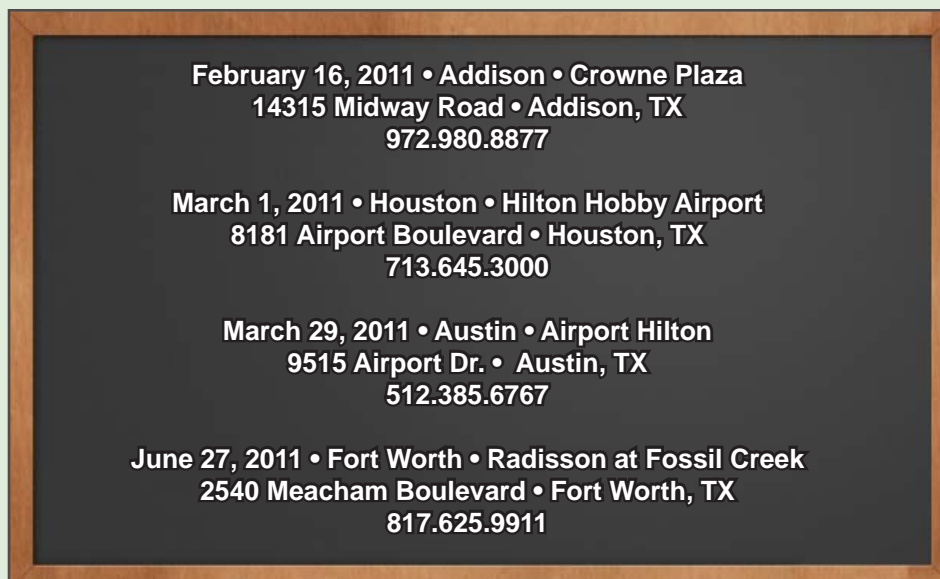 February 16, 2011 • Addison • Crowne Plaza
14315 Midway Road • Addison, TX
972.980.8877
March 1, 2011 • Houston • Hilton Hobby Airport
8181 Airport Boulevard • Houston, TX
713.645.3000
March 29, 2011 • Austin • Airport Hilton
9515 Airport Dr. •  Austin, TX
512.385.6767
June 27, 2011 • Fort Worth • Radisson at Fossil Creek
2540 Meacham Boulevard • Fort Worth, TX
817.625.9911